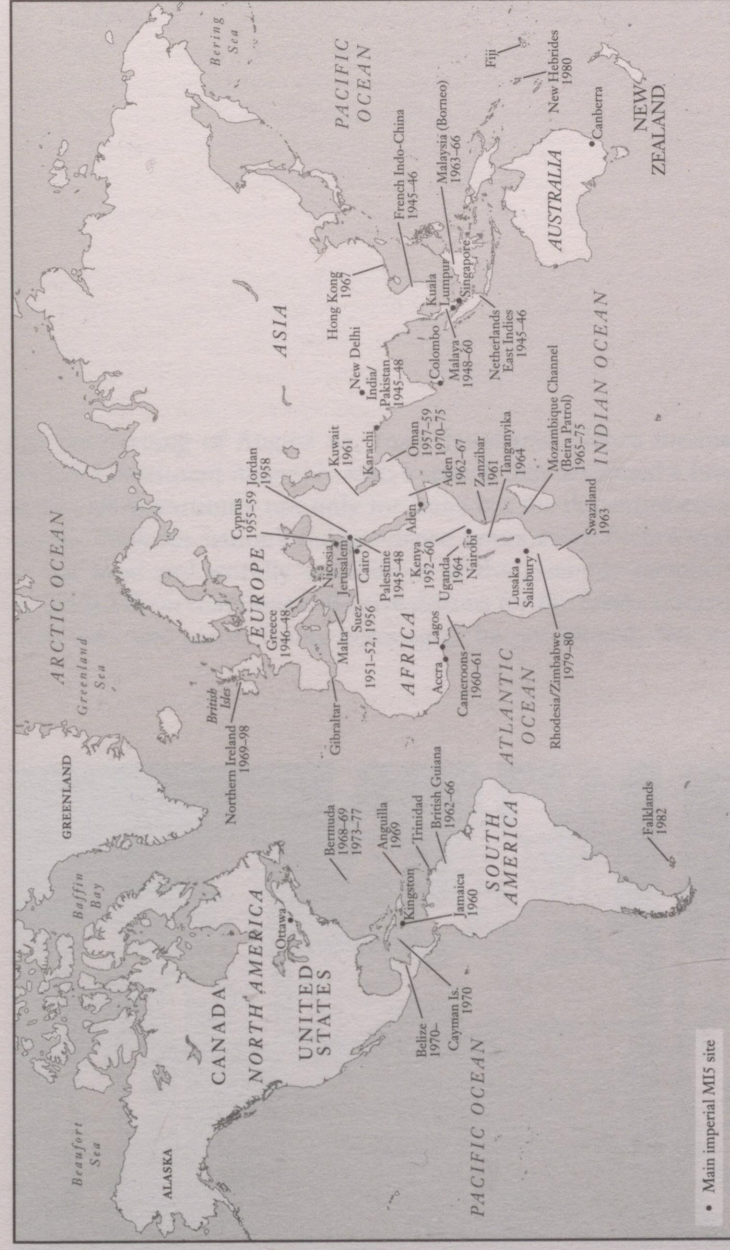 ARCTIC OCEAN
Greenland
Sea
Beaufort
Sea
Baffin
Bay
GREENLAND
ALASKA
CANADA
NORTH AMERICA
Ottawa
UNITED
STATES
PACIFIC OCEAN
Belize
1970–
Cayman Is.
1970
Kingston
Jamaica
1960
Bermuda
1968–69
1973–77
Anguilla
1969
Trinidad
British Guiana
1962–66
SOUTH
AMERICA
Falklands
1982
ATLANTIC
OCEAN
British
Isles
Northern Ireland
1969–98
EUROPE
Greece
1946–48
Gibraltar
Malta
Cyprus
1955–59
Nicosia
Jordan
1958
Jerusalem
Cairo
Suez
1951–52, 1956
Palestine
1945–48
Kuwait
1961
AFRICA
Accra
Lagos
Cameroons
1960–61
Kenya
1952–60
Uganda
1964
Nairobi
Aden
Aden
1962–67
Oman
1957–59
1970–75
Zanzibar
1961
Tanganyika
1964
Lusaka
Salisbury
Rhodesia/Zimbabwe
1979–80
Swaziland
1963
Mozambique Channel
(Beira Patrol)
1965–75
ASIA
Karachi
New Delhi
India/
Pakistan
1945–48
Colombo
Hong Kong
1967
Kuala
Lumpur
Singapore
Malaya
1948–60
Netherlands
East Indies
1945–46
French Indo-China
1945–46
Malaysia (Borneo)
1963–66
INDIAN OCEAN
Bering
Sea
PACIFIC
OCEAN
Fiji
New Hebrides
1980
AUSTRALIA
Canberra
NEW
ZEALAND
• Main imperial MI5 site